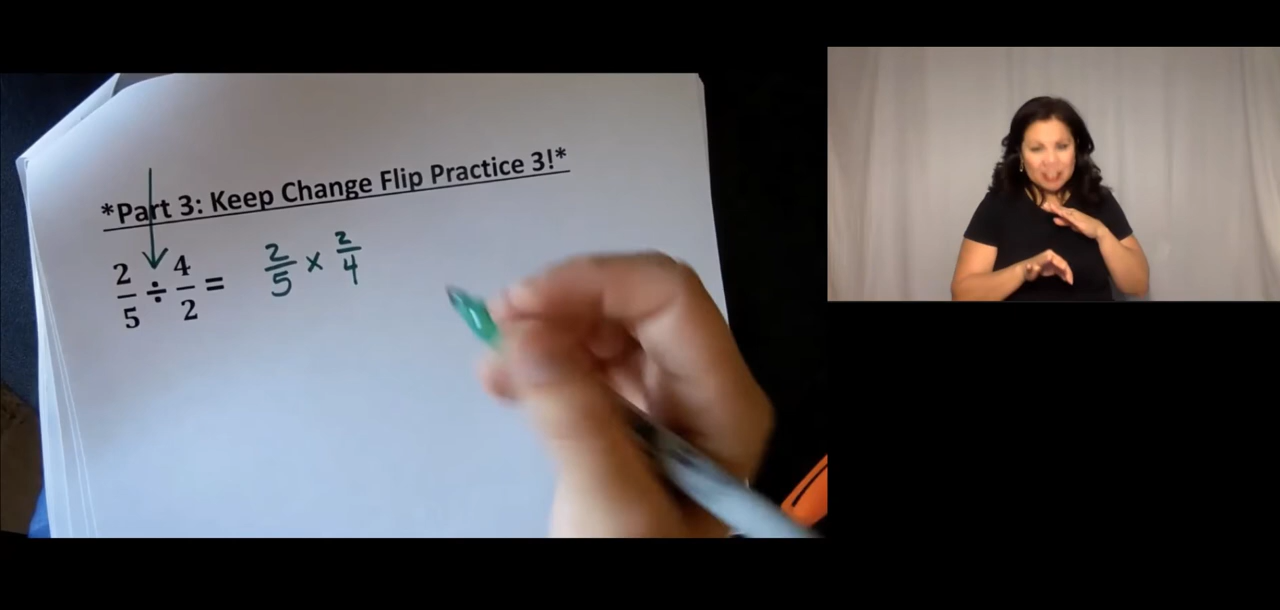 *Part 3: Keep Change Flip Practice 3!*
2/5 ÷ 4/2 = 2/5 × 2/4